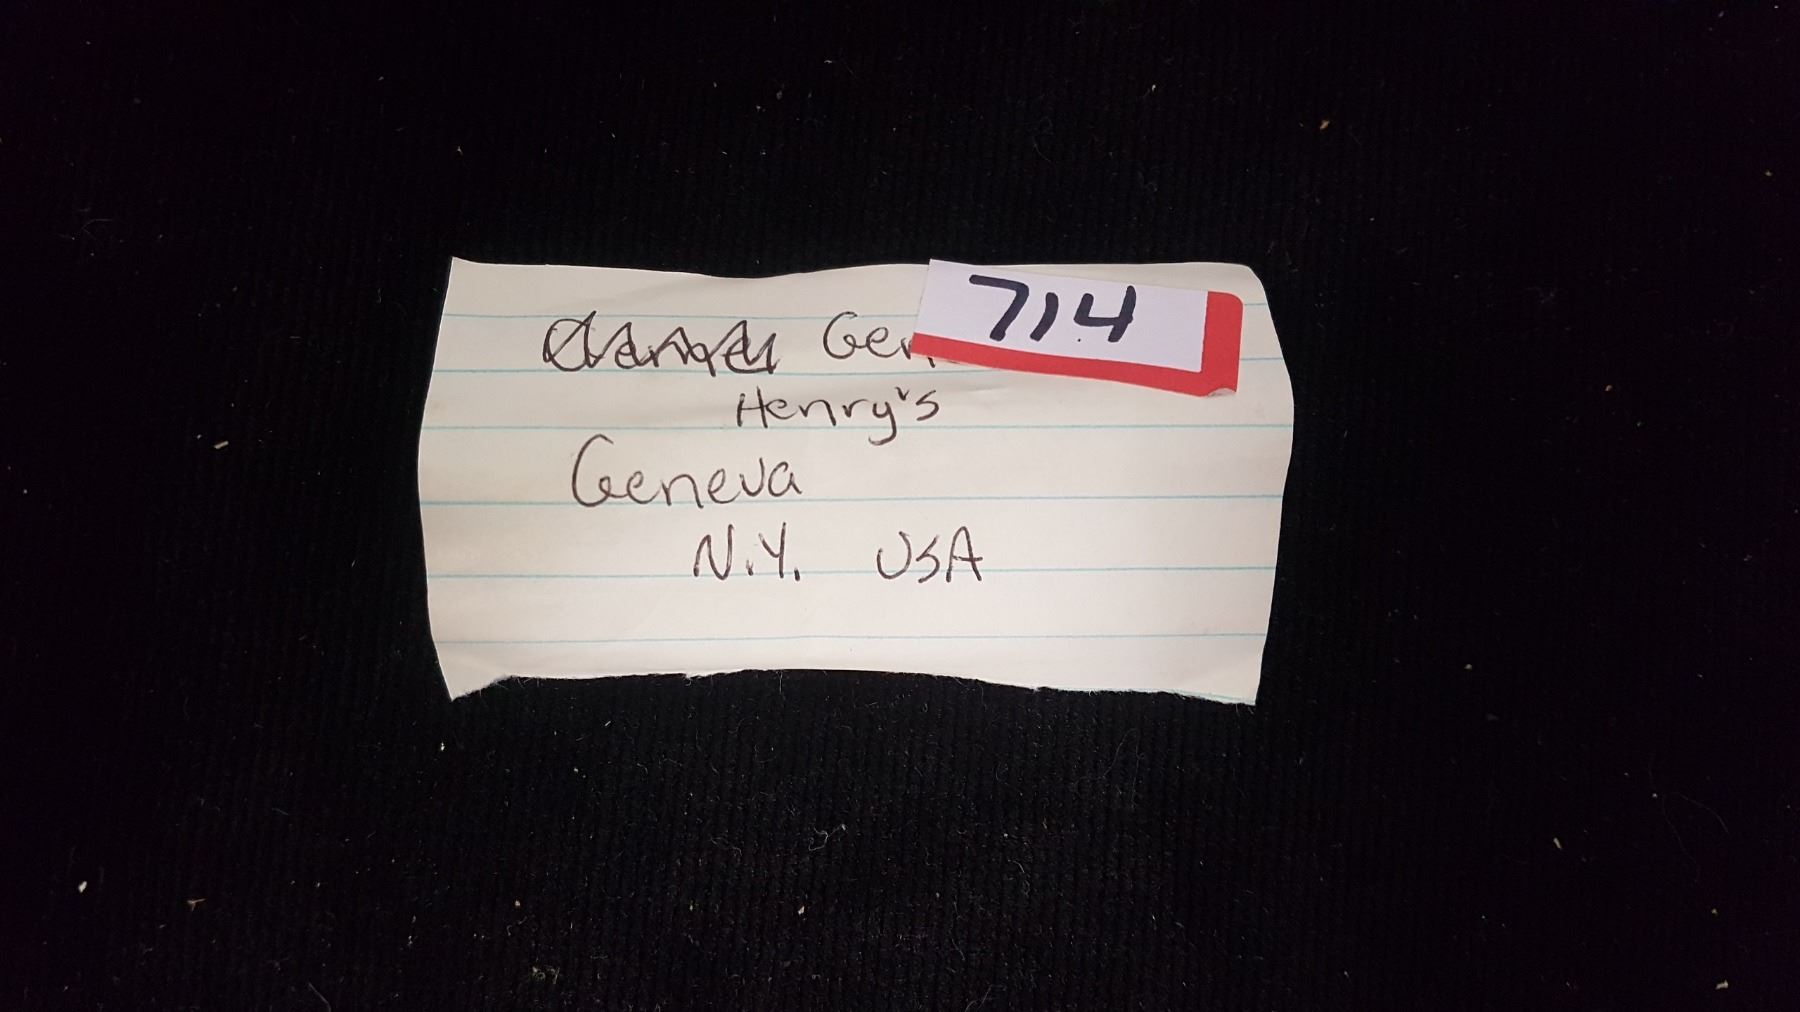 714
Henry's
Geneva
N.Y. USA